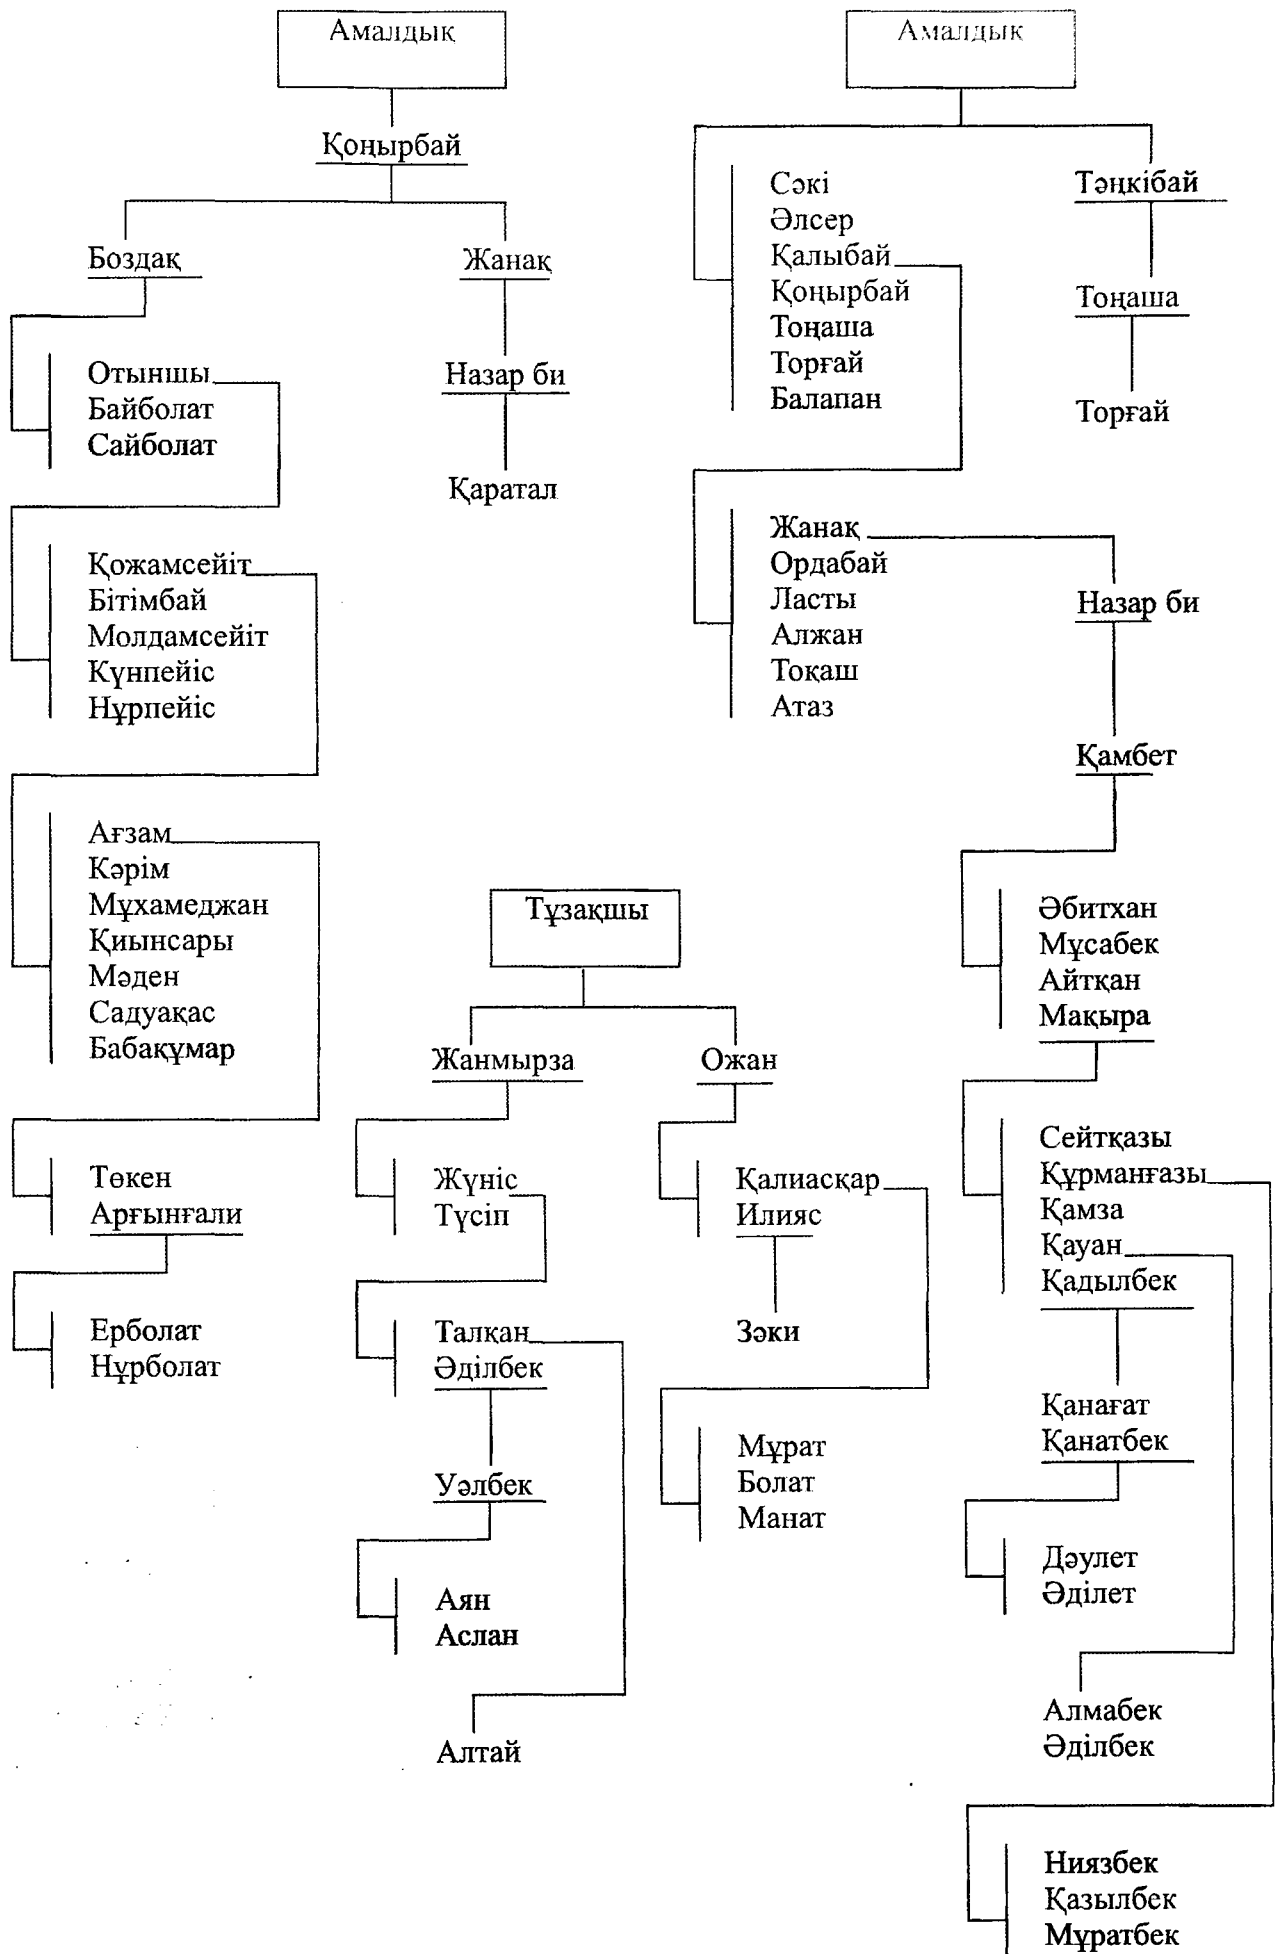 Амалдық
Қоңырбай
Боздақ
Жанақ
Отыншы
Байболат
Сайболат
Назар би
Қаратал
Қожамсейіт
Бітімбай
Молдамсейіт
Күнпейіс
Нұрпейіс
Ағзам
Кәрім
Мұхамеджан
Қиынсары
Мәден
Садуақас
Бабақұмар
Төкен
Арғынғали
Ерболат
Нұрболат
Тұзақшы
Жанмырза
Ожан
Жүніс
Түсіп
Қалиасқар
Илияс
Талқан
Әділбек
Зәки
Уәлбек
Мұрат
Болат
Манат
Аян
Аслан
Алтай
Амалдық
Сәкі
Әлсер
Қалыбай
Қоңырбай
Тоңаша
Торғай
Балапан
Тәңкібай
Тоңаша
Торғай
Жанақ
Ордабай
Ласты
Алжан
Тоқаш
Атаз
Назар би
Қамбет
Әбитхан
Мұсабек
Айтқан
Мақыра
Сейтқазы
Құрманғазы
Қамза
Қауан
Қадылбек
Қанағат
Қанатбек
Дәулет
Әділет
Алмабек
Әділбек
Ниязбек
Қазылбек
Мұратбек